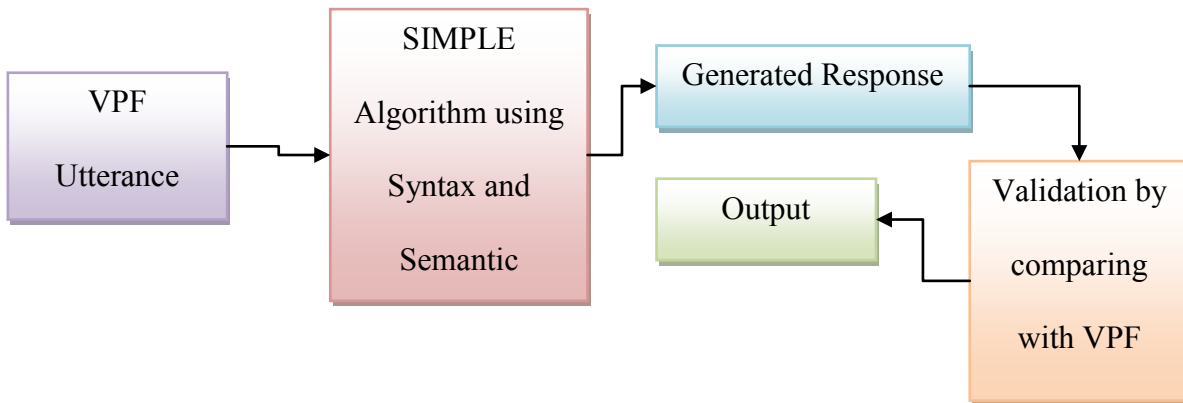 VPF
Utterance
SIMPLE
Algorithm using
Syntax and
Semantic
Generated Response
Validation by
comparing
with VPF
Output